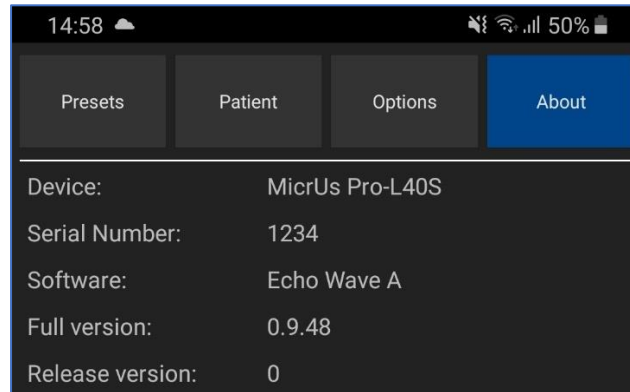 14:58 50%
Presets Patient Options About
Device: MicrUs Pro-L40S
Serial Number: 1234
Software: Echo Wave A
Full version: 0.9.48
Release version: 0